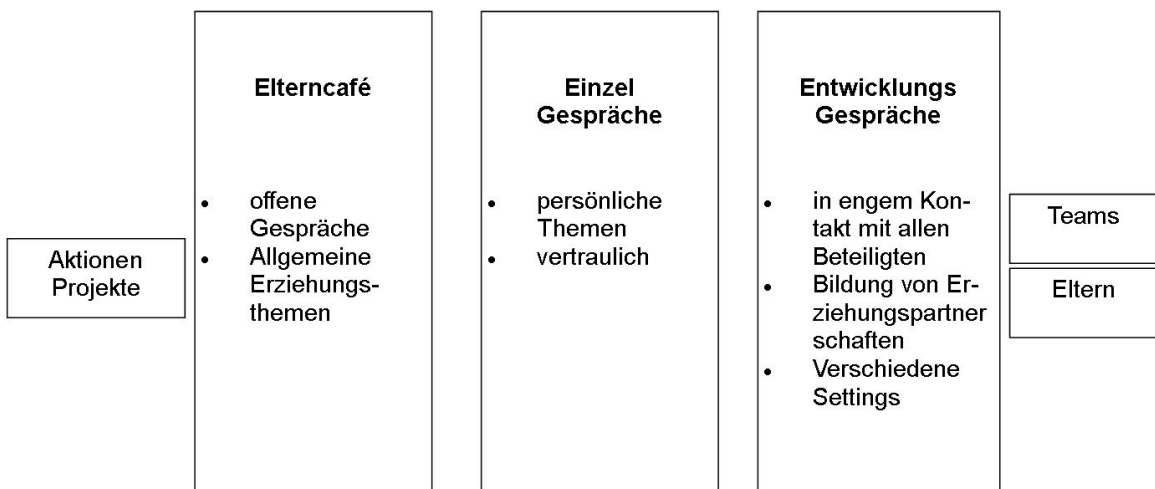 Aktionen
Projekte
Elterncafé
offene
Gespräche
Allgemeine
Erziehungs-
themen
Einzel
Gespräche
persönliche
Themen
vertraulich
Entwicklungs
Gespräche
in engem Kon-
takt mit allen
Beteiligten
Bildung von Er-
ziehungspartner
schaften
Verschiedene
Settings
Teams
Eltern